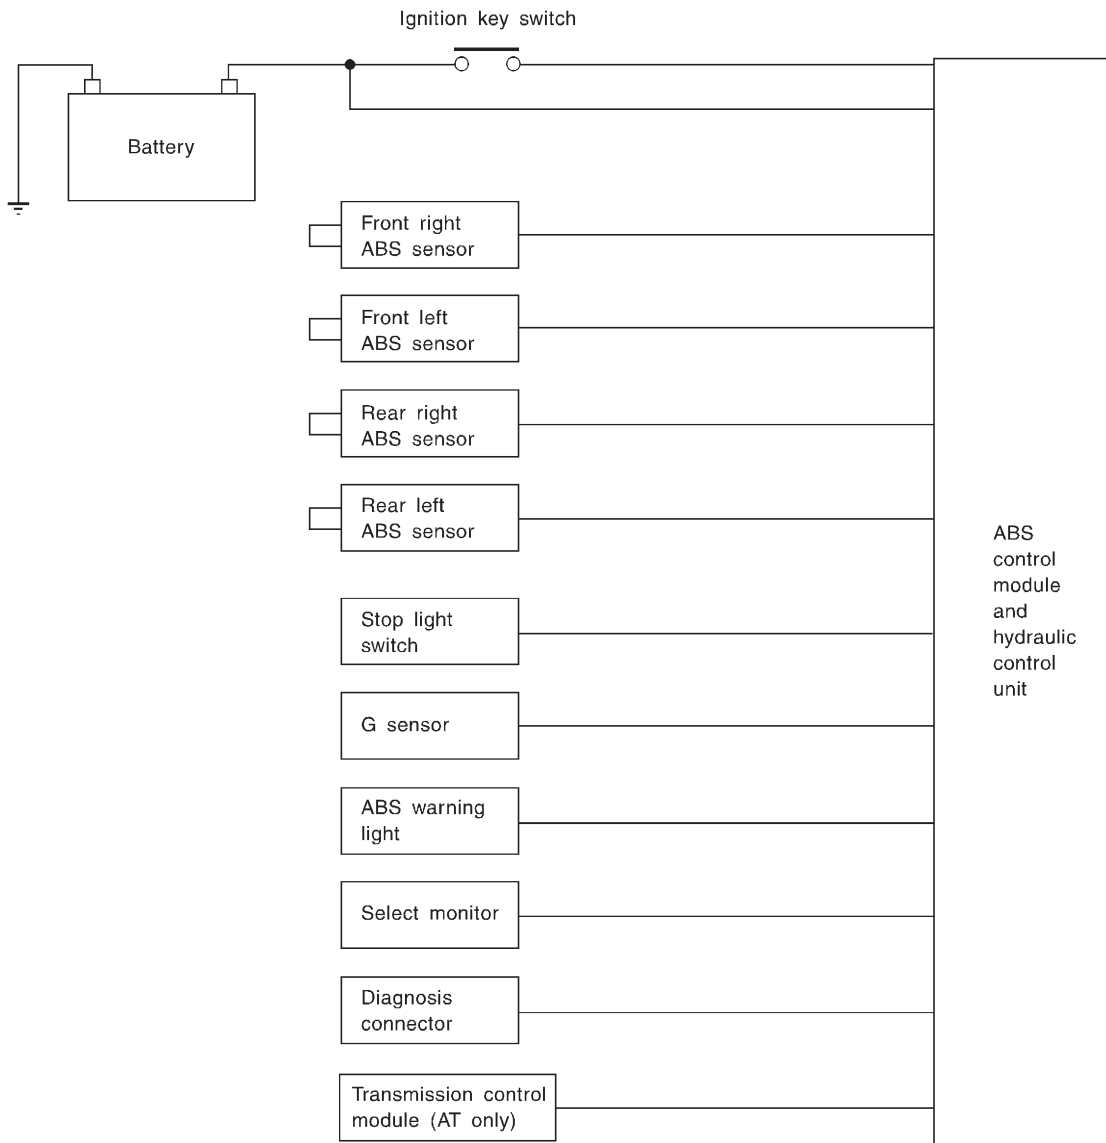 Ignition key switch
Battery
Front right
ABS sensor
Front left
ABS sensor
Rear right
ABS sensor
Rear left
ABS sensor
Stop light
switch
G sensor
ABS warning
light
Select monitor
Diagnosis
connector
Transmission control
module (AT only)
ABS
control
module
and
hydraulic
control
unit